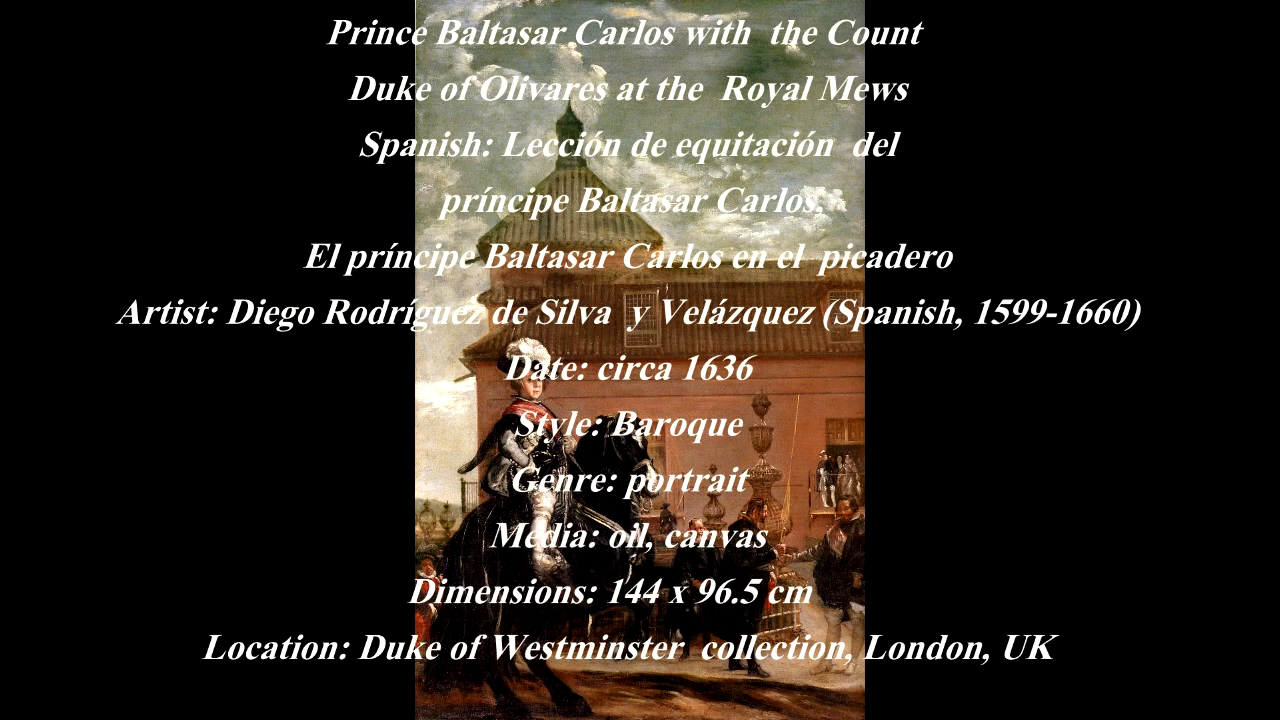 Prince Baltasar Carlos with the Count
Duke of Olivares at the Royal Mews
Spanish: Lección de equitación del
príncipe Baltasar Carlos,
El príncipe Baltasar Carlos en el picadero
Artist: Diego Rodríguez de Silva y Velázquez (Spanish, 1599-1660)
Date: circa 1636
Style: Baroque
Genre: portrait
Media: oil, canvas
Dimensions: 144 x 96.5 cm
Location: Duke of Westminster collection, London, UK